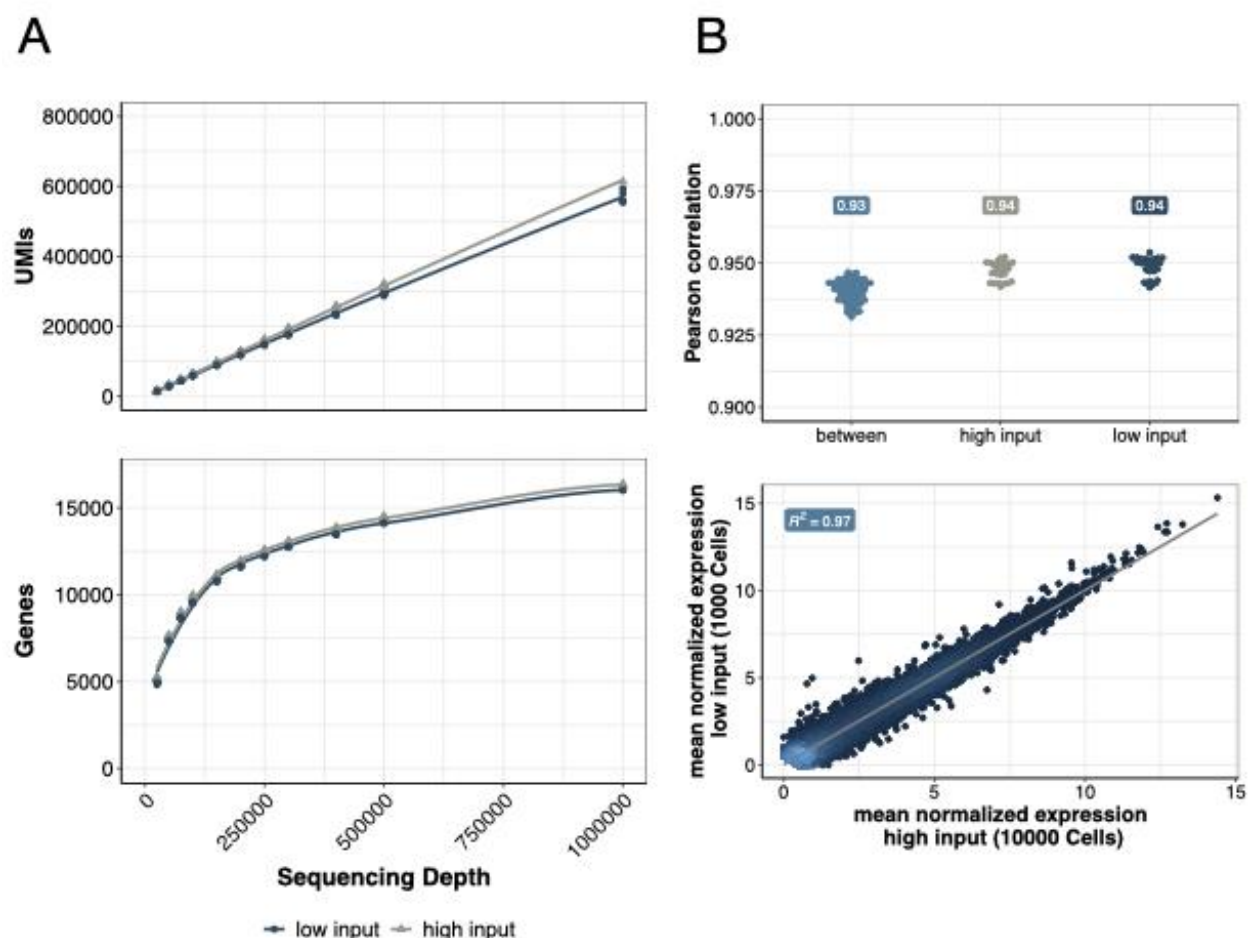 A
UMIs
800000
600000
400000
200000
0
Genes
15000
10000
5000
0
0
250000
500000
750000
1000000
Sequencing Depth
low input
high input
B
Pearson correlation
1.000
0.975
0.950
0.925
0.900
0.93
0.94
0.94
between
high input
low input
mean normalized expression
low input (1000 Cells)
15
10
5
0
R² = 0.97
0
5
10
15
mean normalized expression
high input (10000 Cells)